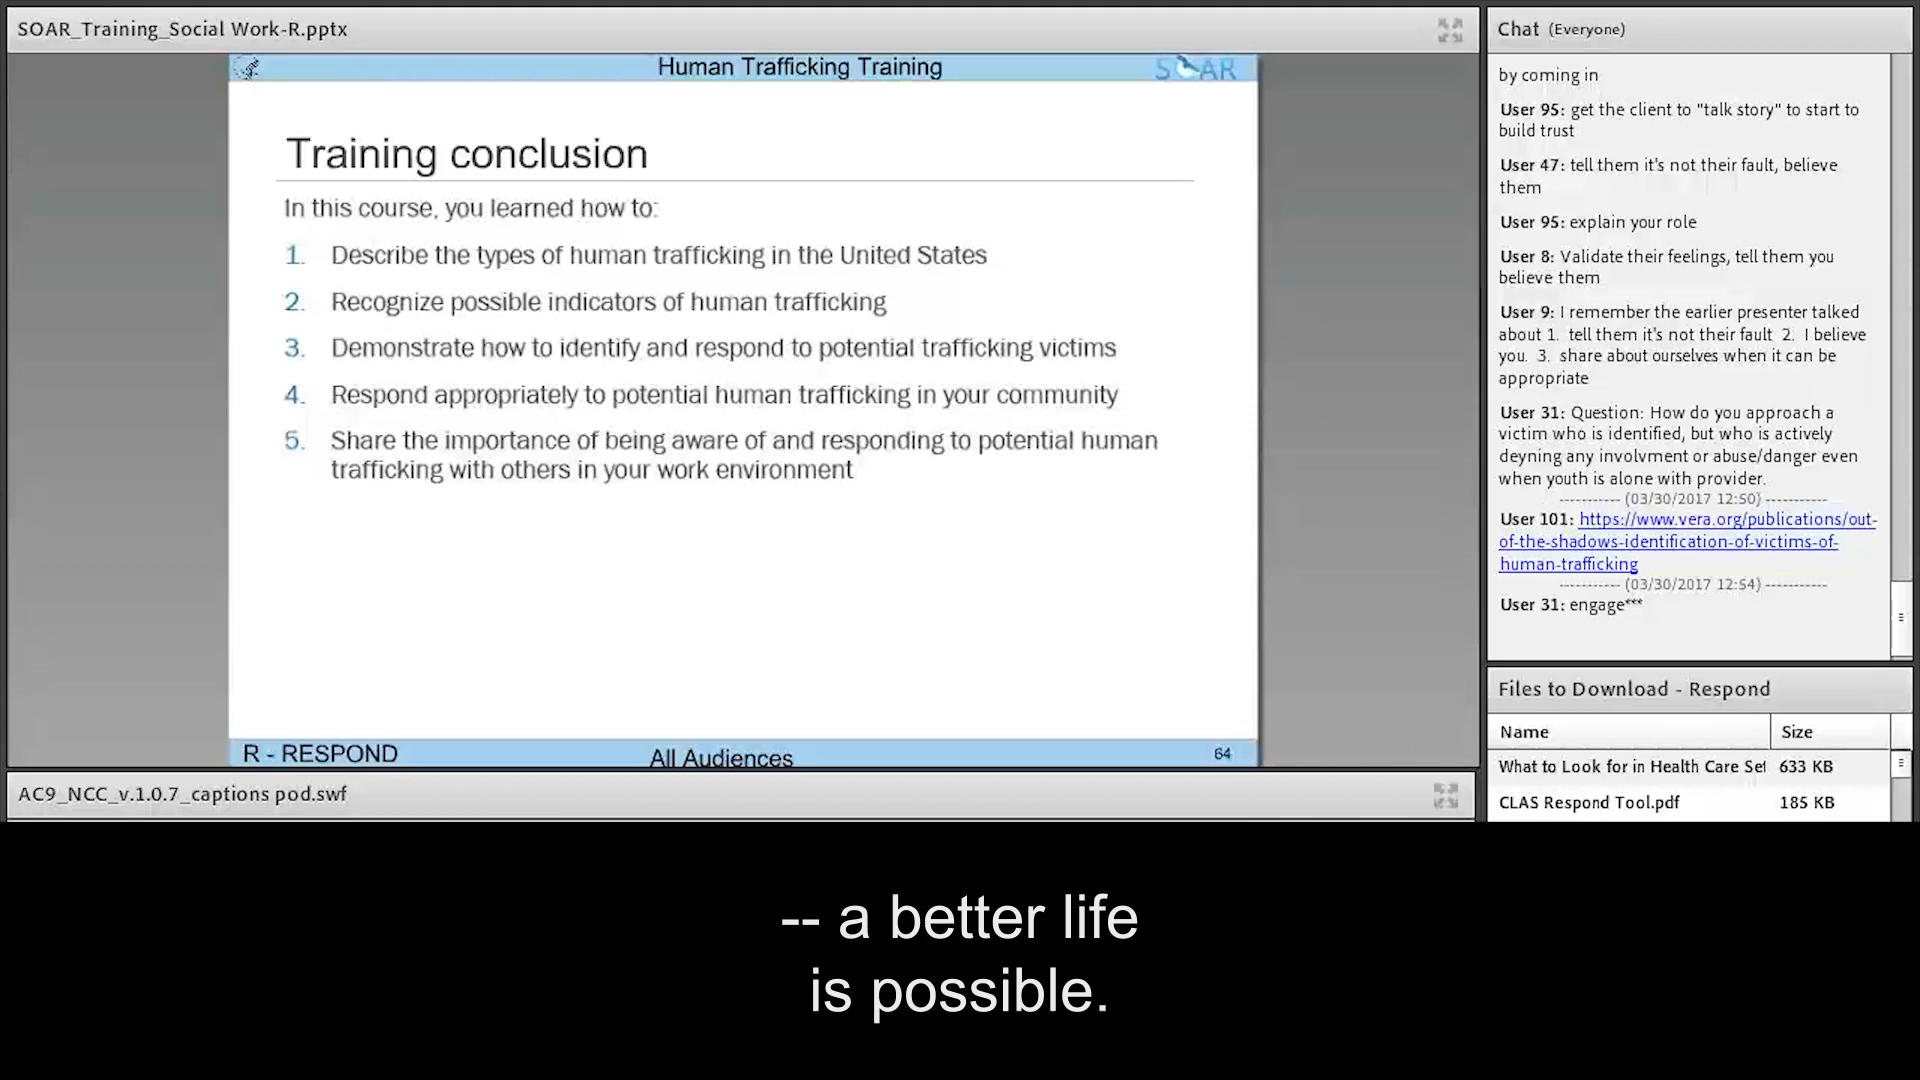 SOAR_Training_Social Work-R.pptx
Human Trafficking Training
SOAR
Training conclusion
In this course, you learned how to:
1. Describe the types of human trafficking in the United States
2. Recognize possible indicators of human trafficking
3. Demonstrate how to identify and respond to potential trafficking victims
4. Respond appropriately to potential human trafficking in your community
5. Share the importance of being aware of and responding to potential human
trafficking with others in your work environment
R - RESPOND
All Audiences
64
AC9_NCC_v.1.0.7_captions pod.swf
Chat (Everyone)
by coming in
User 95: get the client to "talk story" to start to
build trust
User 47: tell them it's not their fault, believe
them
User 95: explain your role
User 8: Validate their feelings, tell them you
believe them
User 9: I remember the earlier presenter talked
about 1. tell them it's not their fault 2. I believe
you. 3. share about ourselves when it can be
appropriate
User 31: Question: How do you approach a
victim who is identified, but who is actively
deyning any involvment or abuse/danger even
when youth is alone with provider.
----------- (03/30/2017 12:50) -----------
User 101: https://www.vera.org/publications/out-
of-the-shadows-identification-of-victims-of-
human-trafficking
----------- (03/30/2017 12:54) -----------
User 31: engage***
Files to Download - Respond
Name Size
What to Look for in Health Care Set 633 KB
CLAS Respond Tool.pdf 185 KB
-- a better life
is possible.